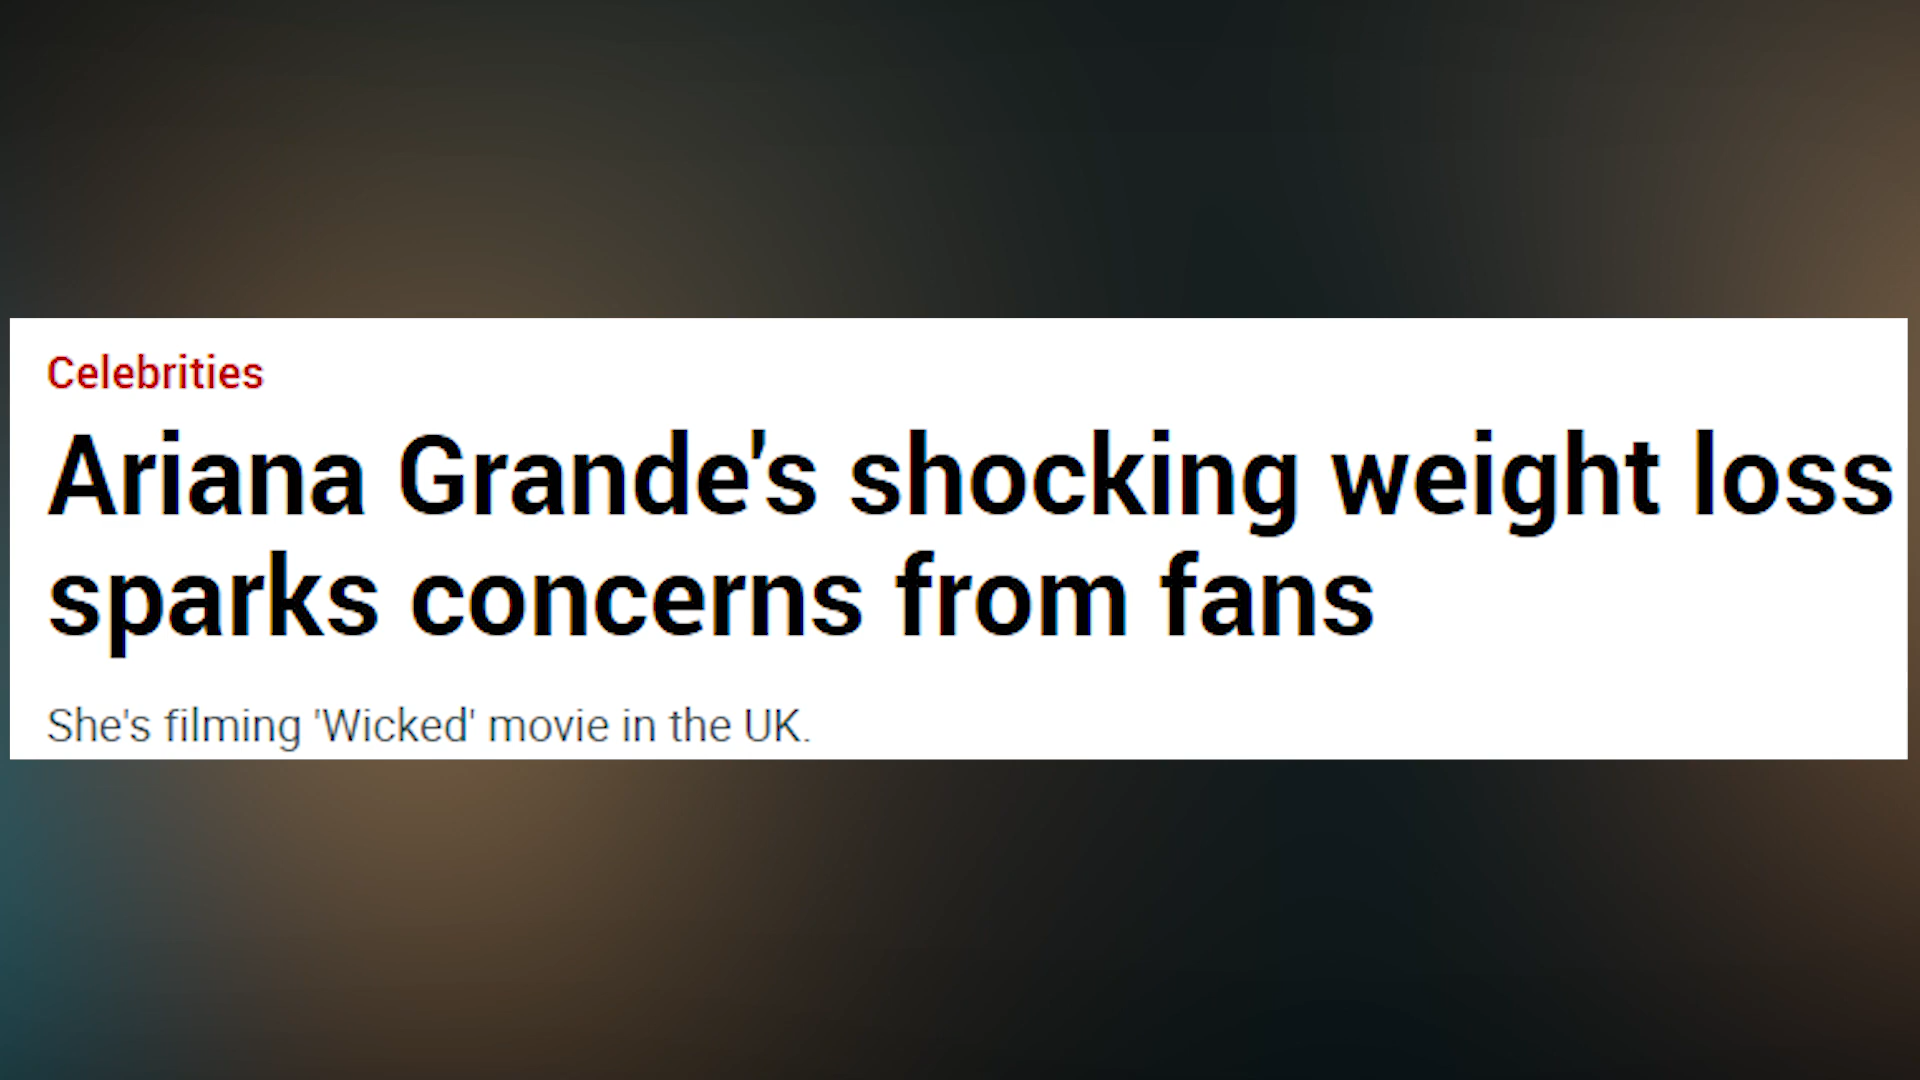 Celebrities
Ariana Grande's shocking weight loss
sparks concerns from fans
She's filming 'Wicked' movie in the UK.